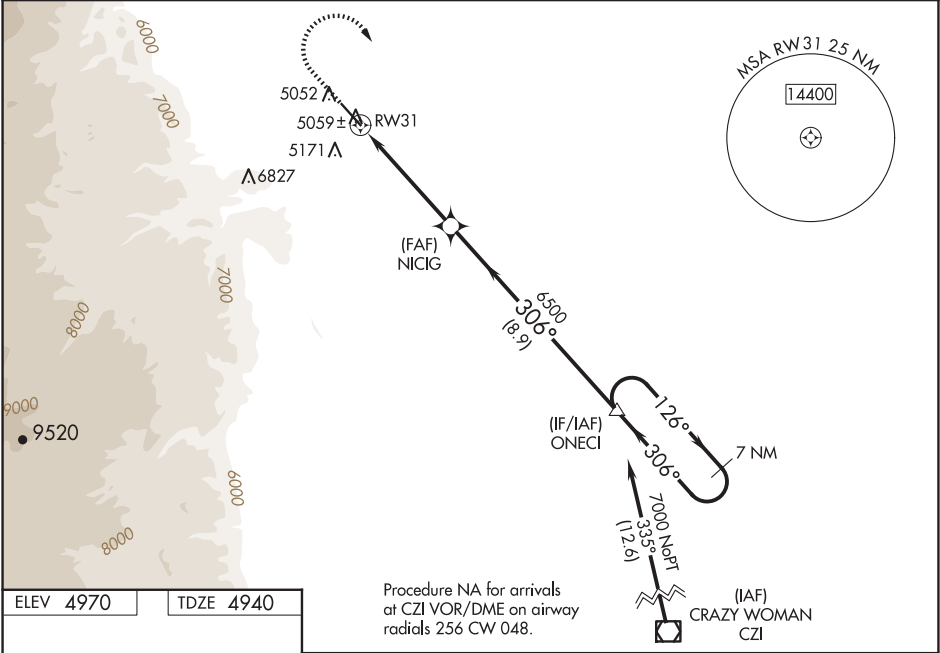 6000
7000
5052
5059± RW31
5171
6827
MSA RW31 25 NM
14400
(FAF)
NICIG
7000
8000
6500
306°
(8.9)
9000
9520
(IF/IAF)
ONECI
126°
306°
7 NM
6000
8000
7000 NoPT
335°
(12.6)
ELEV 4970
TDZE 4940
Procedure NA for arrivals
at CZI VOR/DME on airway
radials 256 CW 048.
(IAF)
CRAZY WOMAN
CZI